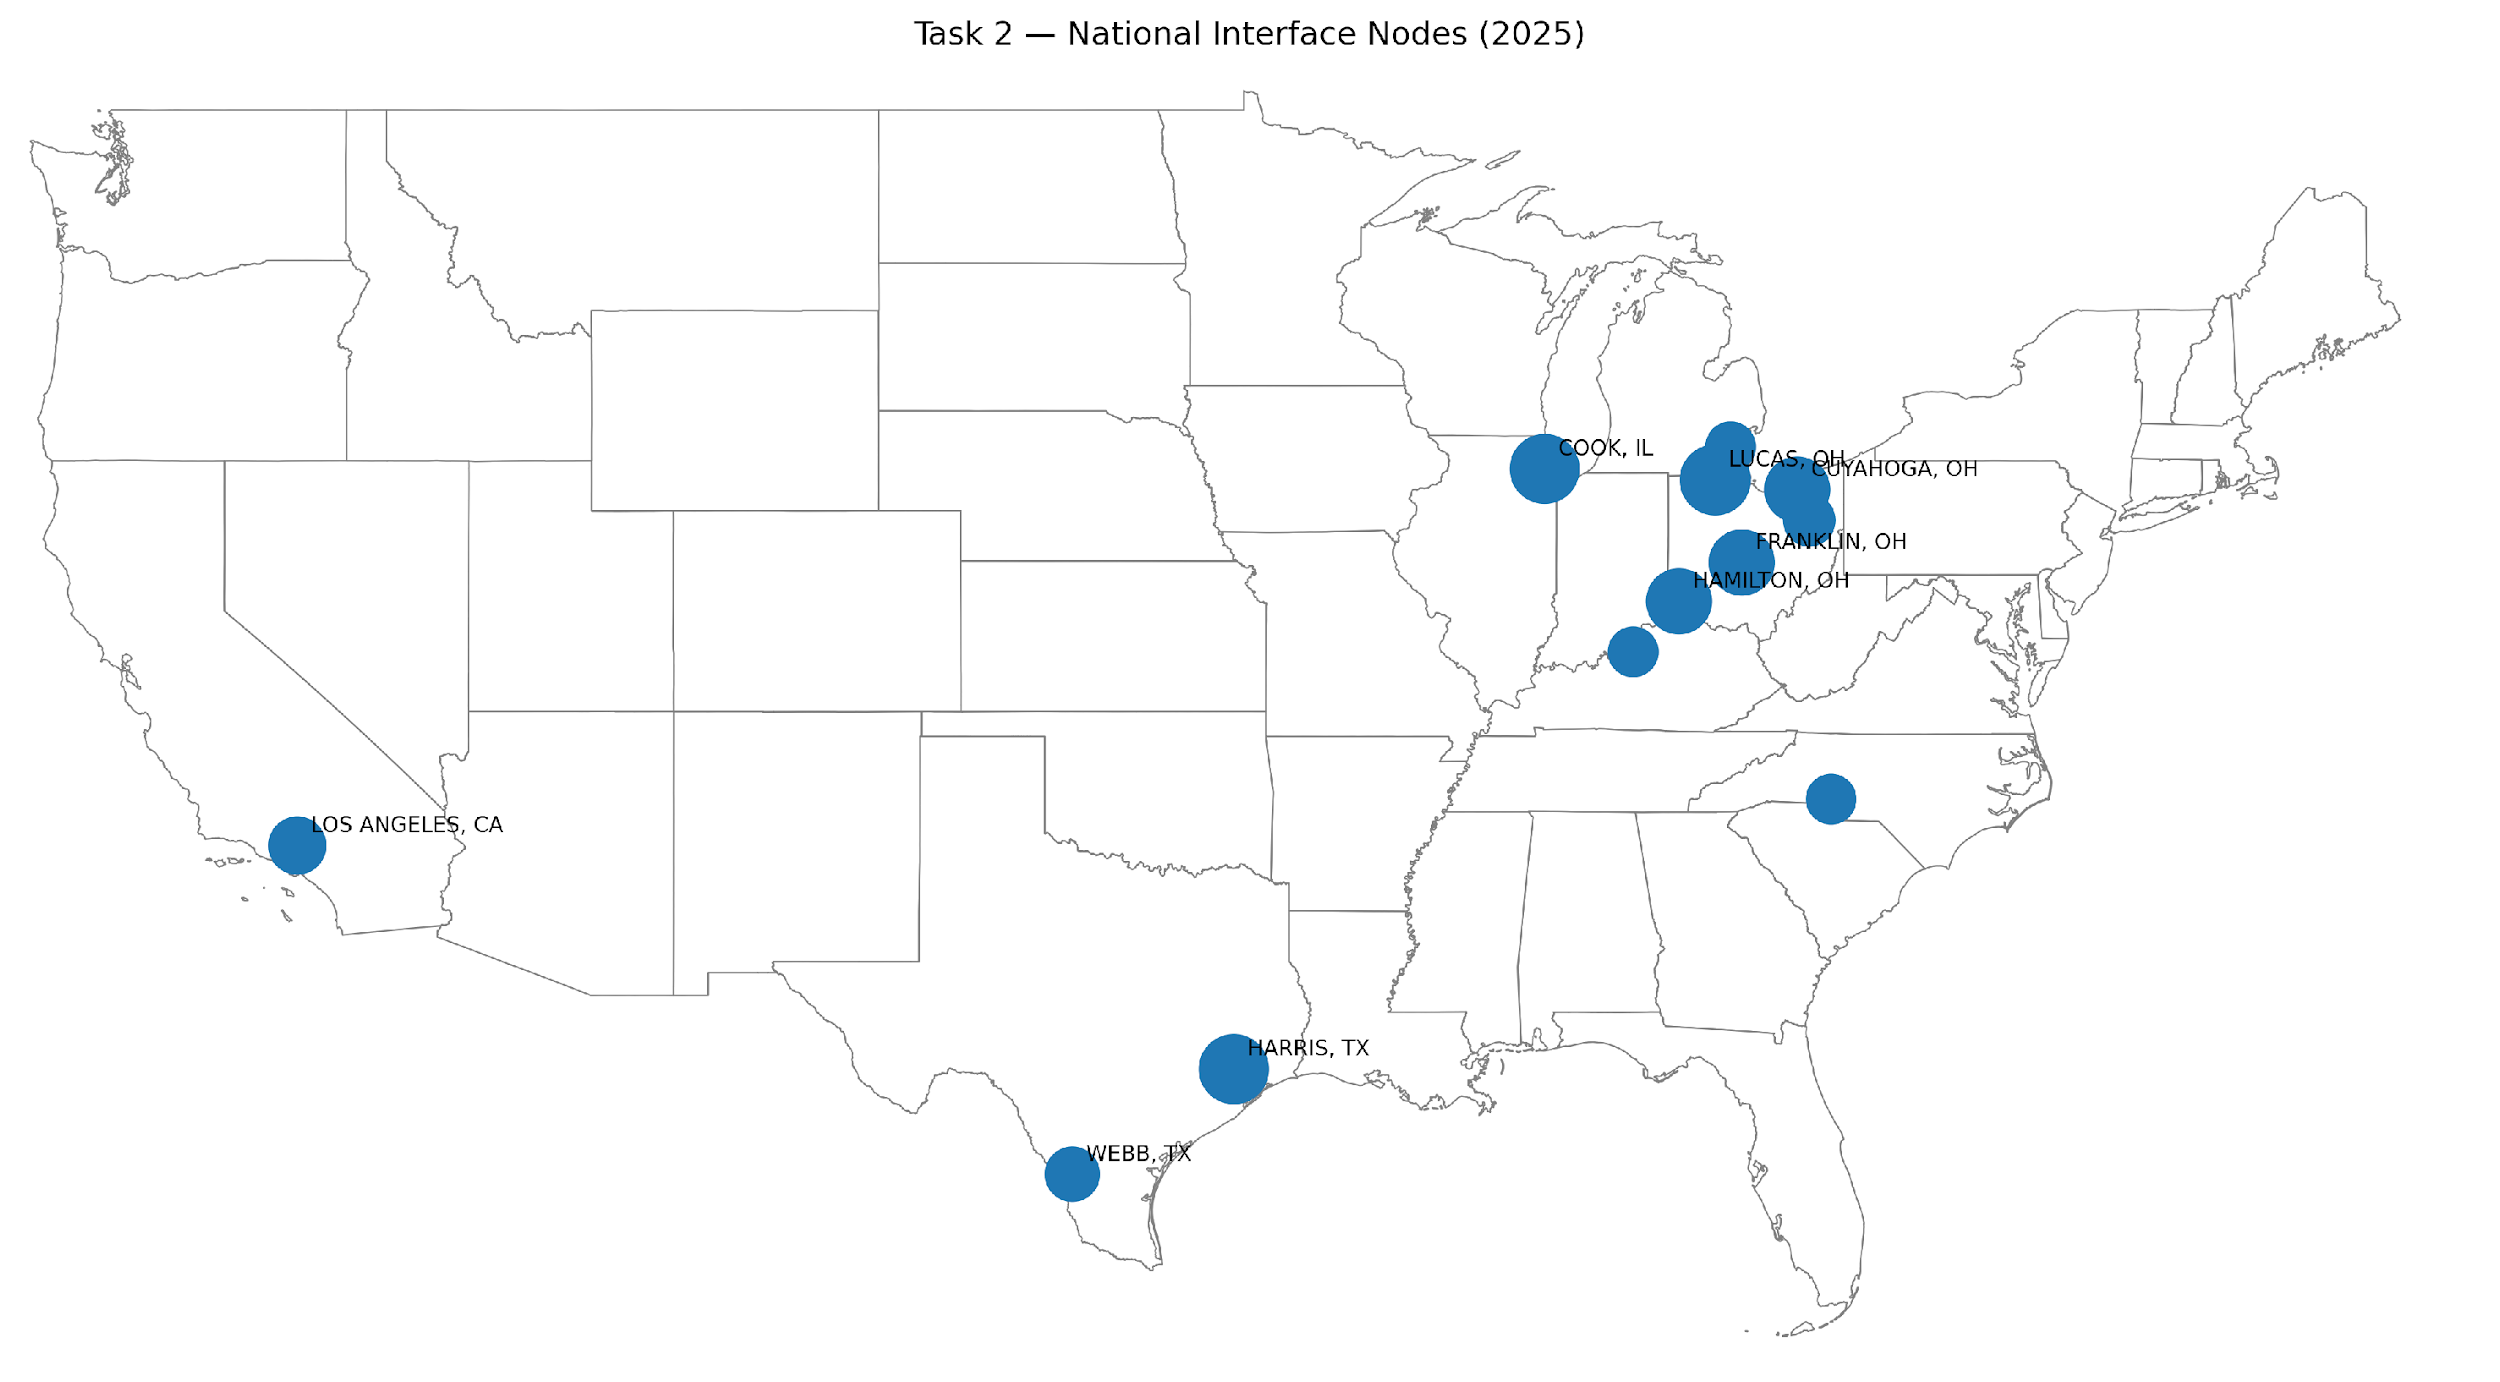 Task 2 — National Interface Nodes (2025)
COOK, IL
LUCAS, OH
CUYAHOGA, OH
FRANKLIN, OH
HAMILTON, OH
LOS ANGELES, CA
HARRIS, TX
WEBB, TX